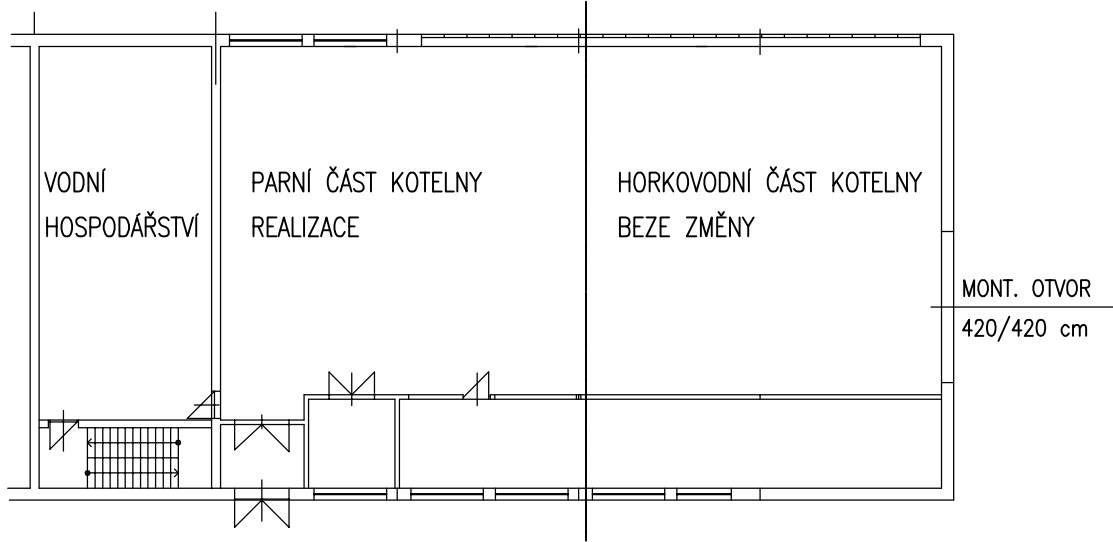 VODNÍ
HOSPODÁŘSTVÍ
PARNÍ ČÁST KOTELNY
REALIZACE
HORKOVODNÍ ČÁST KOTELNY
BEZE ZMĚNY
MONT. OTVOR
420/420 cm